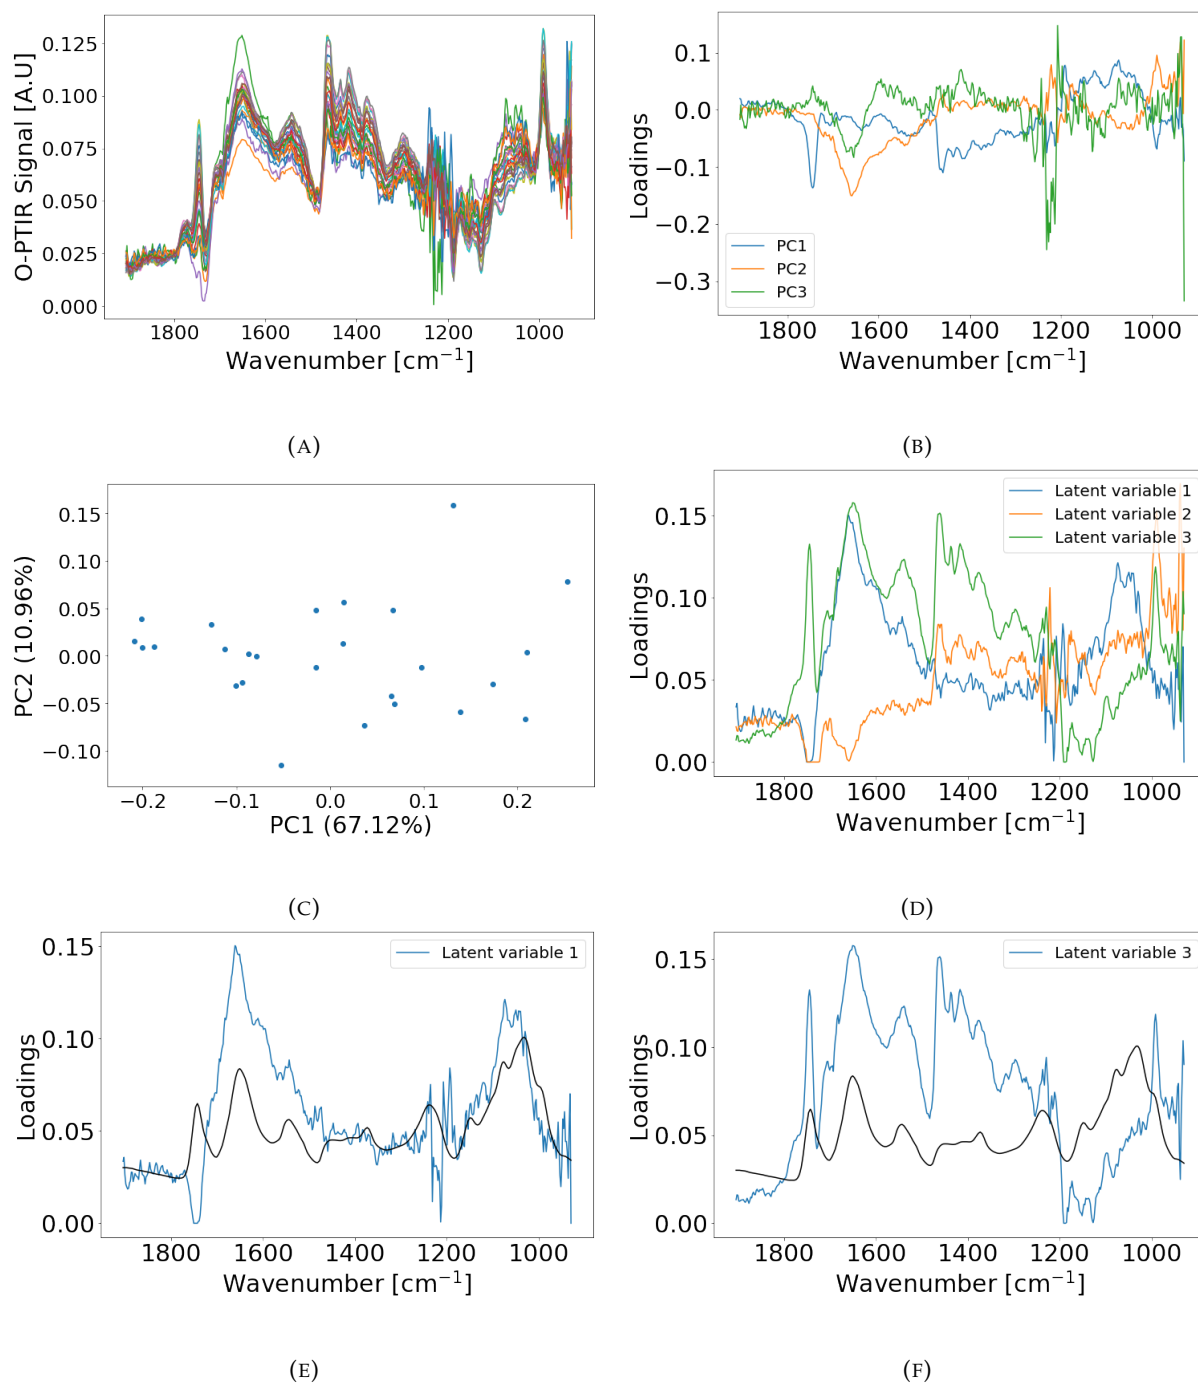 0.125
0.100
0.075
0.050
0.025
0.000
O-PTIR Signal [A.U]
1800 1600 1400 1200 1000
Wavenumber [cm⁻¹]
(A)
0.1
0.0
−0.1
−0.2
−0.3
Loadings
PC1
PC2
PC3
1800 1600 1400 1200 1000
Wavenumber [cm⁻¹]
(B)
0.15
0.10
0.05
0.00
−0.05
−0.10
PC2 (10.96%)
−0.2 −0.1 0.0 0.1 0.2
PC1 (67.12%)
(C)
Latent variable 1
Latent variable 2
Latent variable 3
0.15
0.10
0.05
0.00
Loadings
1800 1600 1400 1200 1000
Wavenumber [cm⁻¹]
(D)
Latent variable 1
0.15
0.10
0.05
0.00
Loadings
1800 1600 1400 1200 1000
Wavenumber [cm⁻¹]
(E)
Latent variable 3
0.15
0.10
0.05
0.00
Loadings
1800 1600 1400 1200 1000
Wavenumber [cm⁻¹]
(F)